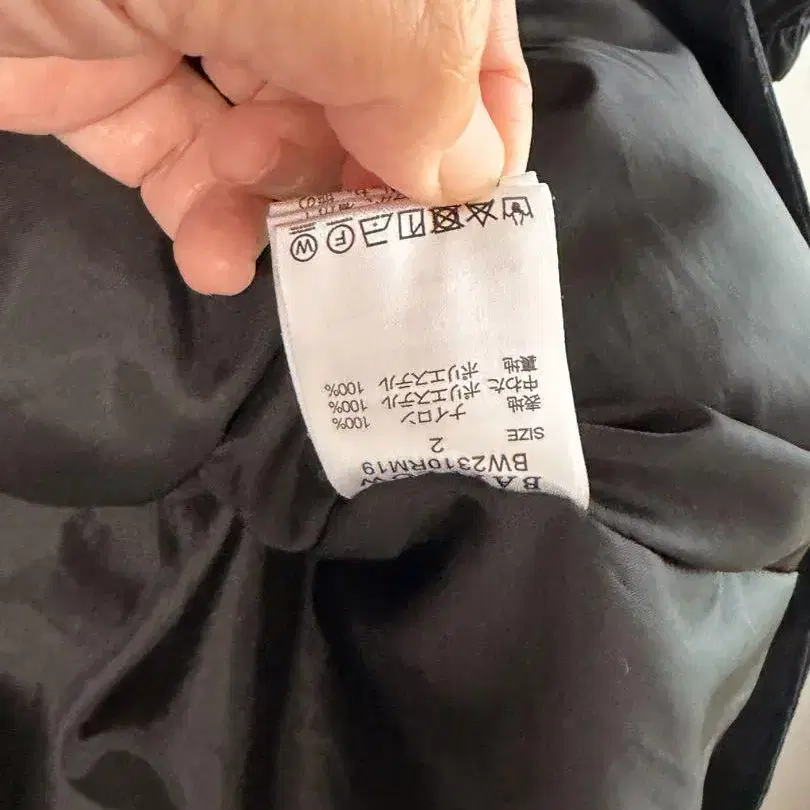 BW2310RM19
SIZE 2
表地 ナイロン 100%
中わた ポリエステル 100%
裏地 ポリエステル 100%
F W